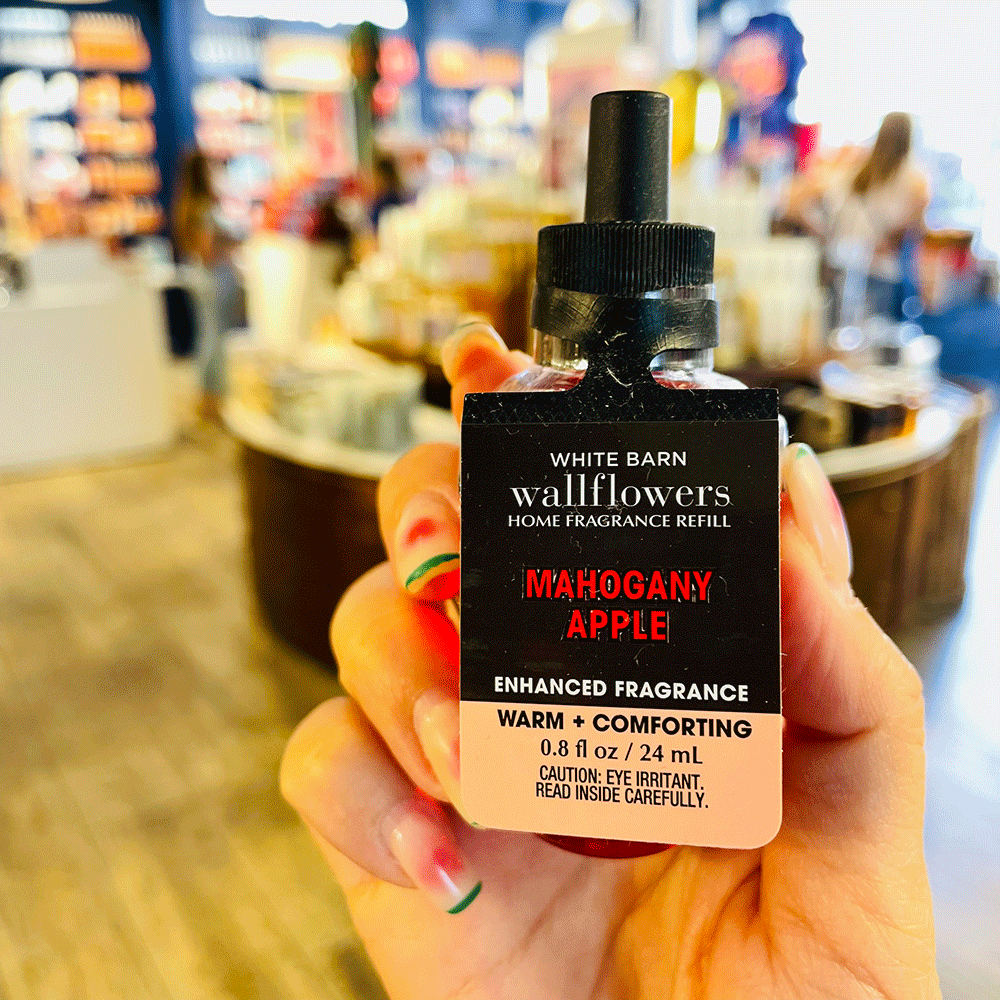 WHITE BARN
wallflowers
HOME FRAGRANCE REFILL
MAHOGANY
APPLE
ENHANCED FRAGRANCE
WARM + COMFORTING
0.8 fl oz / 24 mL
CAUTION: EYE IRRITANT.
READ INSIDE CAREFULLY.